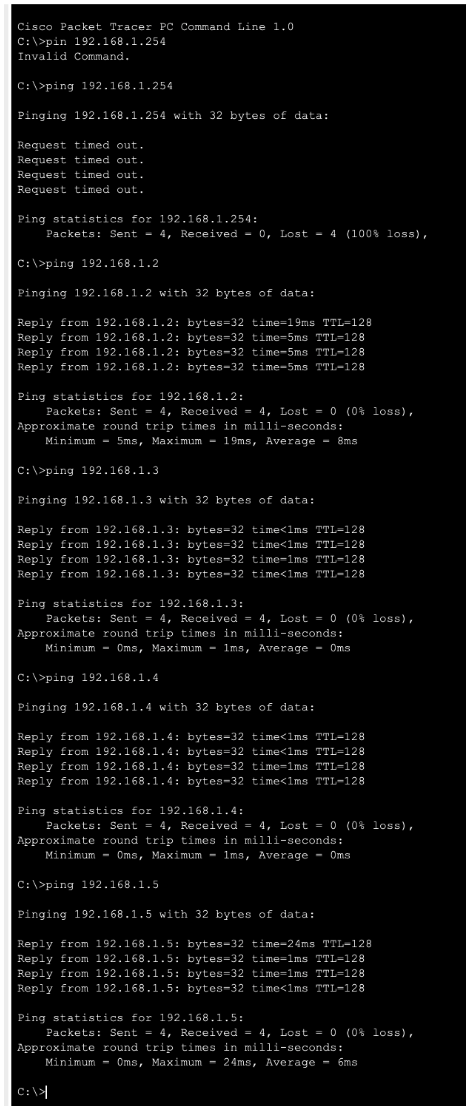 Cisco Packet Tracer PC Command Line 1.0
C:\>pin 192.168.1.254
Invalid Command.
C:\>ping 192.168.1.254
Pinging 192.168.1.254 with 32 bytes of data:
Request timed out.
Request timed out.
Request timed out.
Request timed out.
Ping statistics for 192.168.1.254:
Packets: Sent = 4, Received = 0, Lost = 4 (100% loss),
C:\>ping 192.168.1.2
Pinging 192.168.1.2 with 32 bytes of data:
Reply from 192.168.1.2: bytes=32 time=19ms TTL=128
Reply from 192.168.1.2: bytes=32 time=5ms TTL=128
Reply from 192.168.1.2: bytes=32 time=5ms TTL=128
Reply from 192.168.1.2: bytes=32 time=5ms TTL=128
Ping statistics for 192.168.1.2:
Packets: Sent = 4, Received = 4, Lost = 0 (0% loss),
Approximate round trip times in milli-seconds:
Minimum = 5ms, Maximum = 19ms, Average = 8ms
C:\>ping 192.168.1.3
Pinging 192.168.1.3 with 32 bytes of data:
Reply from 192.168.1.3: bytes=32 time<1ms TTL=128
Reply from 192.168.1.3: bytes=32 time<1ms TTL=128
Reply from 192.168.1.3: bytes=32 time=1ms TTL=128
Reply from 192.168.1.3: bytes=32 time<1ms TTL=128
Ping statistics for 192.168.1.3:
Packets: Sent = 4, Received = 4, Lost = 0 (0% loss),
Approximate round trip times in milli-seconds:
Minimum = 0ms, Maximum = 1ms, Average = 0ms
C:\>ping 192.168.1.4
Pinging 192.168.1.4 with 32 bytes of data:
Reply from 192.168.1.4: bytes=32 time<1ms TTL=128
Reply from 192.168.1.4: bytes=32 time<1ms TTL=128
Reply from 192.168.1.4: bytes=32 time=1ms TTL=128
Reply from 192.168.1.4: bytes=32 time<1ms TTL=128
Ping statistics for 192.168.1.4:
Packets: Sent = 4, Received = 4, Lost = 0 (0% loss),
Approximate round trip times in milli-seconds:
Minimum = 0ms, Maximum = 1ms, Average = 0ms
C:\>ping 192.168.1.5
Pinging 192.168.1.5 with 32 bytes of data:
Reply from 192.168.1.5: bytes=32 time=24ms TTL=128
Reply from 192.168.1.5: bytes=32 time=1ms TTL=128
Reply from 192.168.1.5: bytes=32 time=1ms TTL=128
Reply from 192.168.1.5: bytes=32 time<1ms TTL=128
Ping statistics for 192.168.1.5:
Packets: Sent = 4, Received = 4, Lost = 0 (0% loss),
Approximate round trip times in milli-seconds:
Minimum = 0ms, Maximum = 24ms, Average = 6ms
C:\>